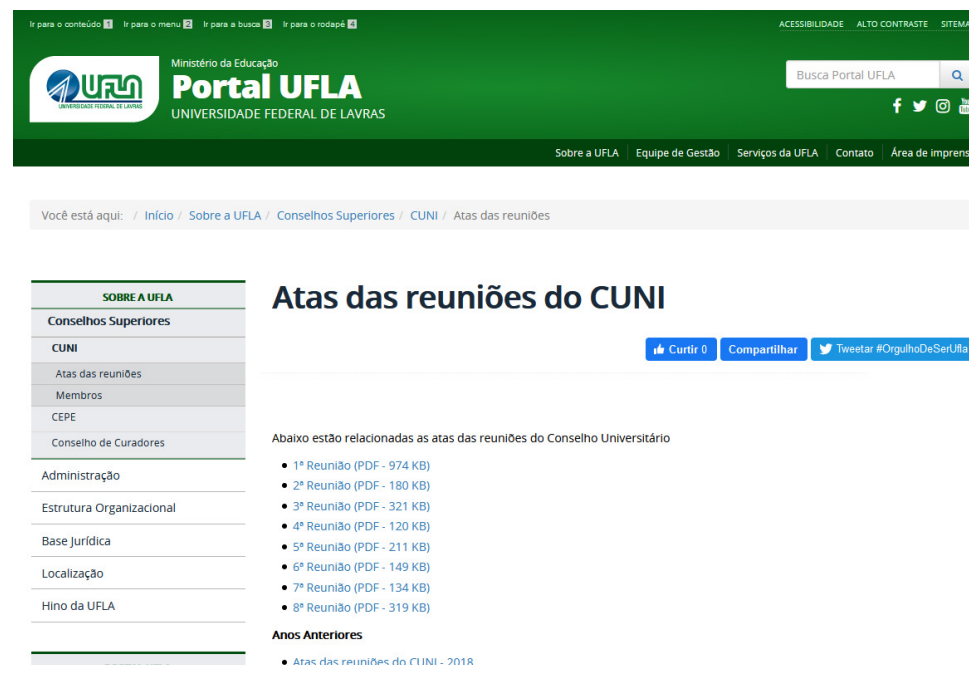 Ir para o conteúdo 1 Ir para o menu 2 Ir para a busca 3 Ir para o rodapé 4
ACESSIBILIDADE ALTO CONTRASTE SITEMA
Ministério da Educação
Portal UFLA
UNIVERSIDADE FEDERAL DE LAVRAS
UFLA
UNIVERSIDADE FEDERAL DE LAVRAS
Busca Portal UFLA
Sobre a UFLA Equipe de Gestão Serviços da UFLA Contato Área de imprens
Você está aqui: / Início / Sobre a UFLA / Conselhos Superiores / CUNI / Atas das reuniões
SOBRE A UFLA
Conselhos Superiores
CUNI
Atas das reuniões
Membros
CEPE
Conselho de Curadores
Administração
Estrutura Organizacional
Base Jurídica
Localização
Hino da UFLA
Atas das reuniões do CUNI
Curtir 0 Compartilhar Tweetar #OrgulhoDeSerUfla
Abaixo estão relacionadas as atas das reuniões do Conselho Universitário
1ª Reunião (PDF - 974 KB)
2ª Reunião (PDF - 180 KB)
3ª Reunião (PDF - 321 KB)
4ª Reunião (PDF - 120 KB)
5ª Reunião (PDF - 211 KB)
6ª Reunião (PDF - 149 KB)
7ª Reunião (PDF - 134 KB)
8ª Reunião (PDF - 319 KB)
Anos Anteriores
Atas das reuniões do CUNI - 2018